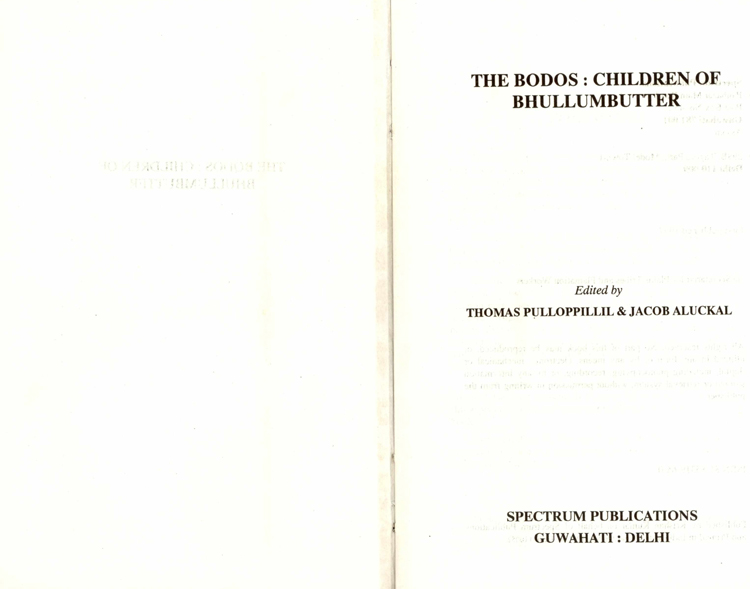 THE BODOS : CHILDREN OF
BHULLUMBUTTER
Edited by
THOMAS PULLOPPILLIL & JACOB ALUCKAL
SPECTRUM PUBLICATIONS
GUWAHATI : DELHI